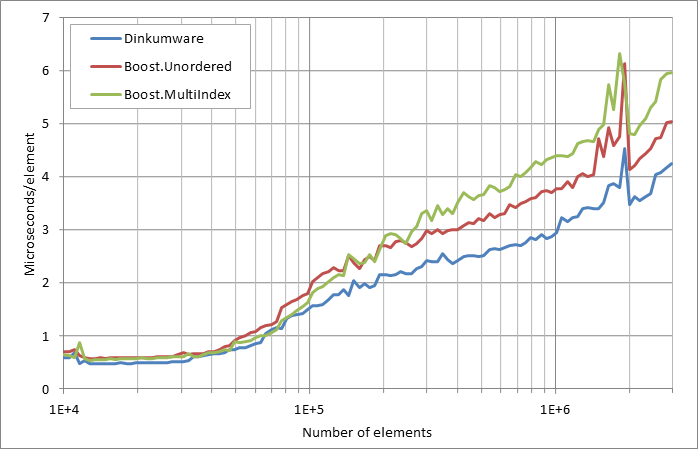 7
6
5
4
3
2
1
0
Microseconds/element
Dinkumware
Boost.Unordered
Boost.MultiIndex
1E+4 1E+5 1E+6
Number of elements